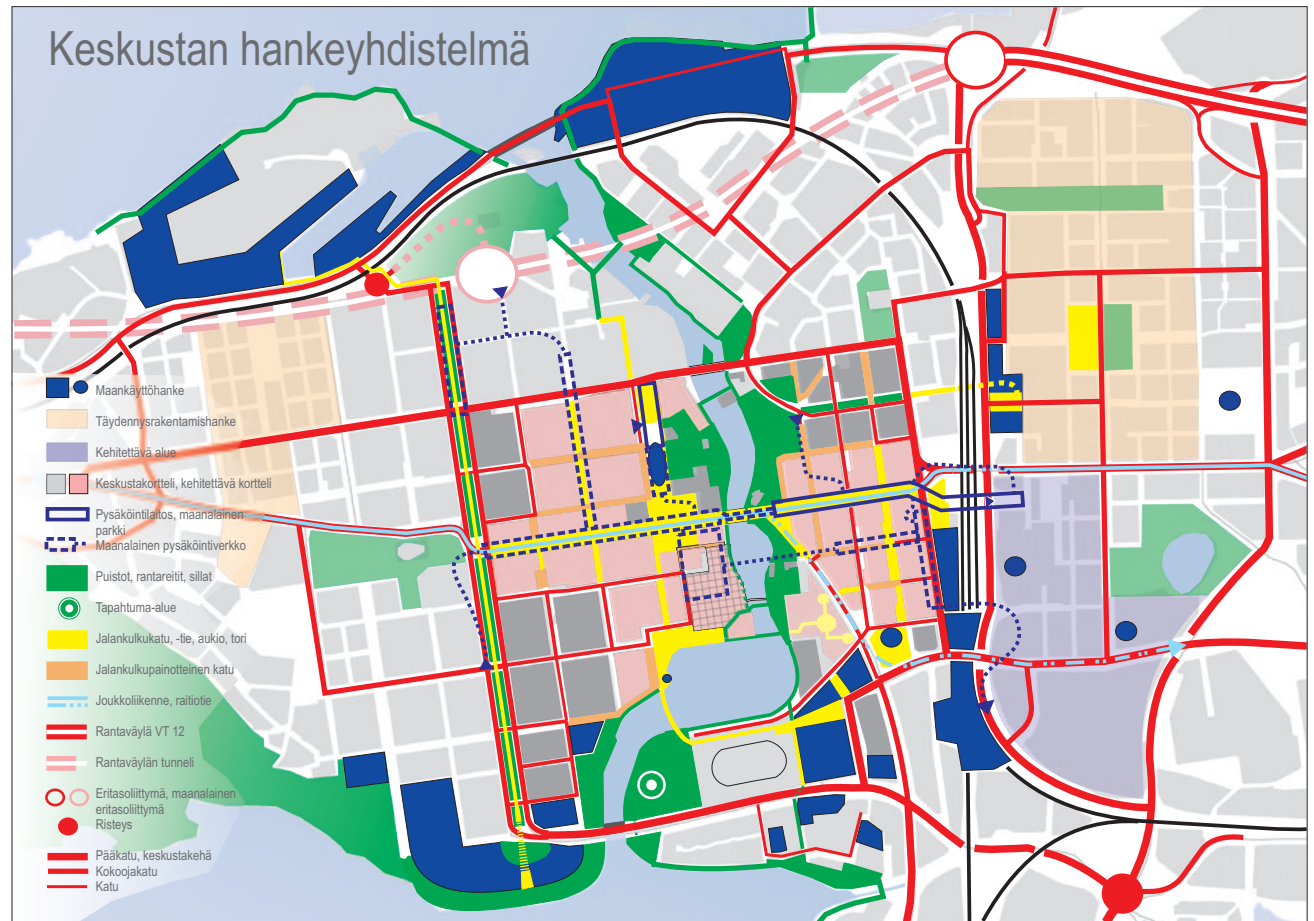 Keskustan hankeyhdistelmä
Maankäyttöhanke
Täydennysrakentamishanke
Kehitettävä alue
Keskustakortteli, kehitettävä kortteli
Pysäköintilaitos, maanalainen
parkki
Maanalainen pysäköintiverkko
Puistot, rantareitit, sillat
Tapahtuma-alue
Jalankulkukatu, -tie, aukio, tori
Jalankulkupainotteinen katu
Joukkoliikenne, raitiotie
Rantaväylä VT 12
Rantaväylän tunneli
Eritasoliittymä, maanalainen
eritasoliittymä
Risteys
Pääkatu, keskustakehä
Kokoojakatu
Katu